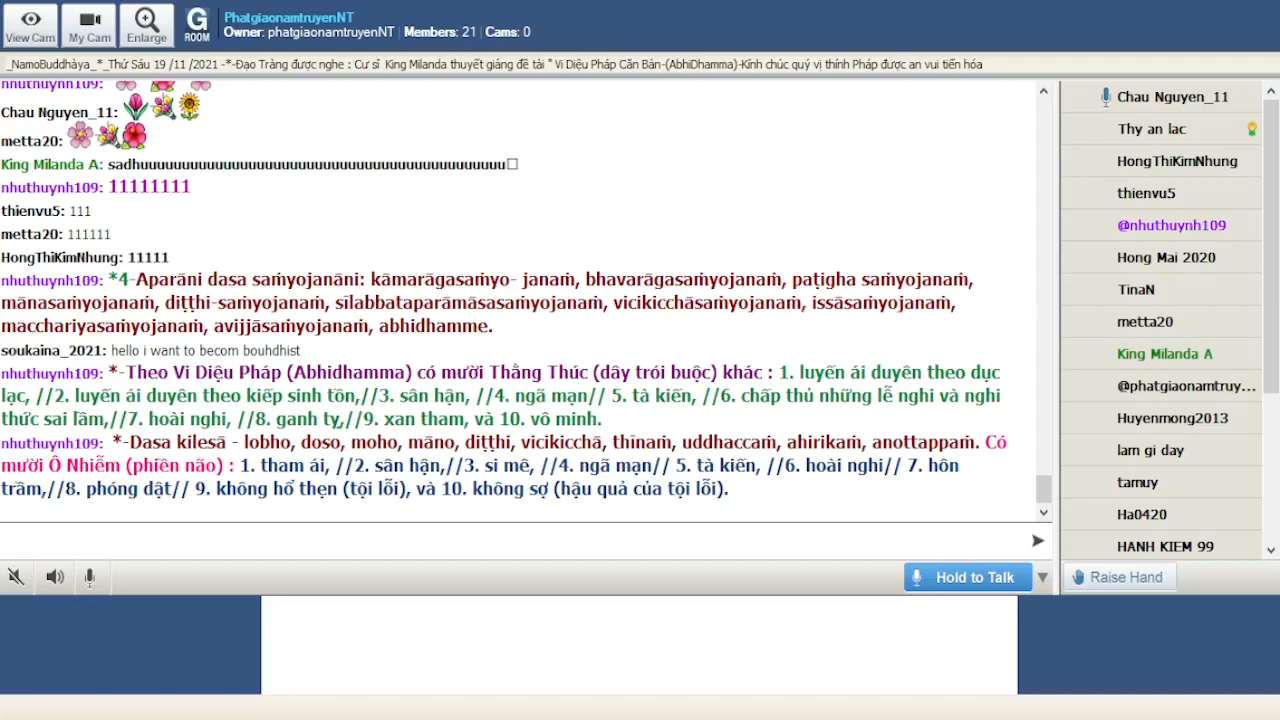 View Cam
My Cam
Enlarge
G
ROOM
PhatgiaonamtruyenNT
Owner: phatgiaonamtruyenNT | Members: 21 | Cams: 0
_NamoBuddhàya_*_Thứ Sáu 19 /11 /2021 -*-Đạo Tràng được nghe : Cư sĩ King Milanda thuyết giảng đề tài " Vi Diệu Pháp Căn Bản-(AbhiDhamma)-Kính chúc quý vị thính Pháp được an vui tiến hóa
nhuthuynh109:
Chau Nguyen_11:
metta20:
King Milanda A: sadhuuuuuuuuuuuuuuuuuuuuuuuuuuuuuuuuuuuuuuuuuuu□
nhuthuynh109: 11111111
thienvu5: 111
metta20: 111111
HongThiKimNhung: 11111
nhuthuynh109: *4-Aparāni dasa saṁyojanāni: kāmarāgasaṁyo- janaṁ, bhavarāgasaṁyojanaṁ, paṭigha saṁyojanaṁ,
mānasaṁyojanaṁ, diṭṭhi-saṁyojanaṁ, sīlabbataparāmāsasaṁyojanaṁ, vicikicchāsaṁyojanaṁ, issāsaṁyojanaṁ,
macchariyasaṁyojanaṁ, avijjāsaṁyojanaṁ, abhidhamme.
soukaina_2021: hello i want to becom bouhdhist
nhuthuynh109: *-Theo Vi Diệu Pháp (Abhidhamma) có mười Thằng Thúc (dây trói buộc) khác : 1. luyến ái duyên theo dục
lạc, //2. luyến ái duyên theo kiếp sinh tồn,//3. sân hận, //4. ngã mạn// 5. tà kiến, //6. chấp thủ những lễ nghi và nghi
thức sai lầm,//7. hoài nghi, //8. ganh tỵ,//9. xan tham, và 10. vô minh.
nhuthuynh109: *-Dasa kilesā - lobho, doso, moho, māno, diṭṭhi, vicikicchā, thīnaṁ, uddhaccaṁ, ahirikaṁ, anottappaṁ. Có
mười Ô Nhiễm (phiền não) : 1. tham ái, //2. sân hận,//3. si mê, //4. ngã mạn// 5. tà kiến, //6. hoài nghi// 7. hôn
trầm,//8. phóng dật// 9. không hổ thẹn (tội lỗi), và 10. không sợ (hậu quả của tội lỗi).
Chau Nguyen_11
Thy an lac
HongThiKimNhung
thienvu5
@nhuthuynh109
Hong Mai 2020
TinaN
metta20
King Milanda A
@phatgiaonamtruy...
Huyenmong2013
lam gi day
tamuy
Ha0420
HANH KIEM 99
Hold to Talk
Raise Hand